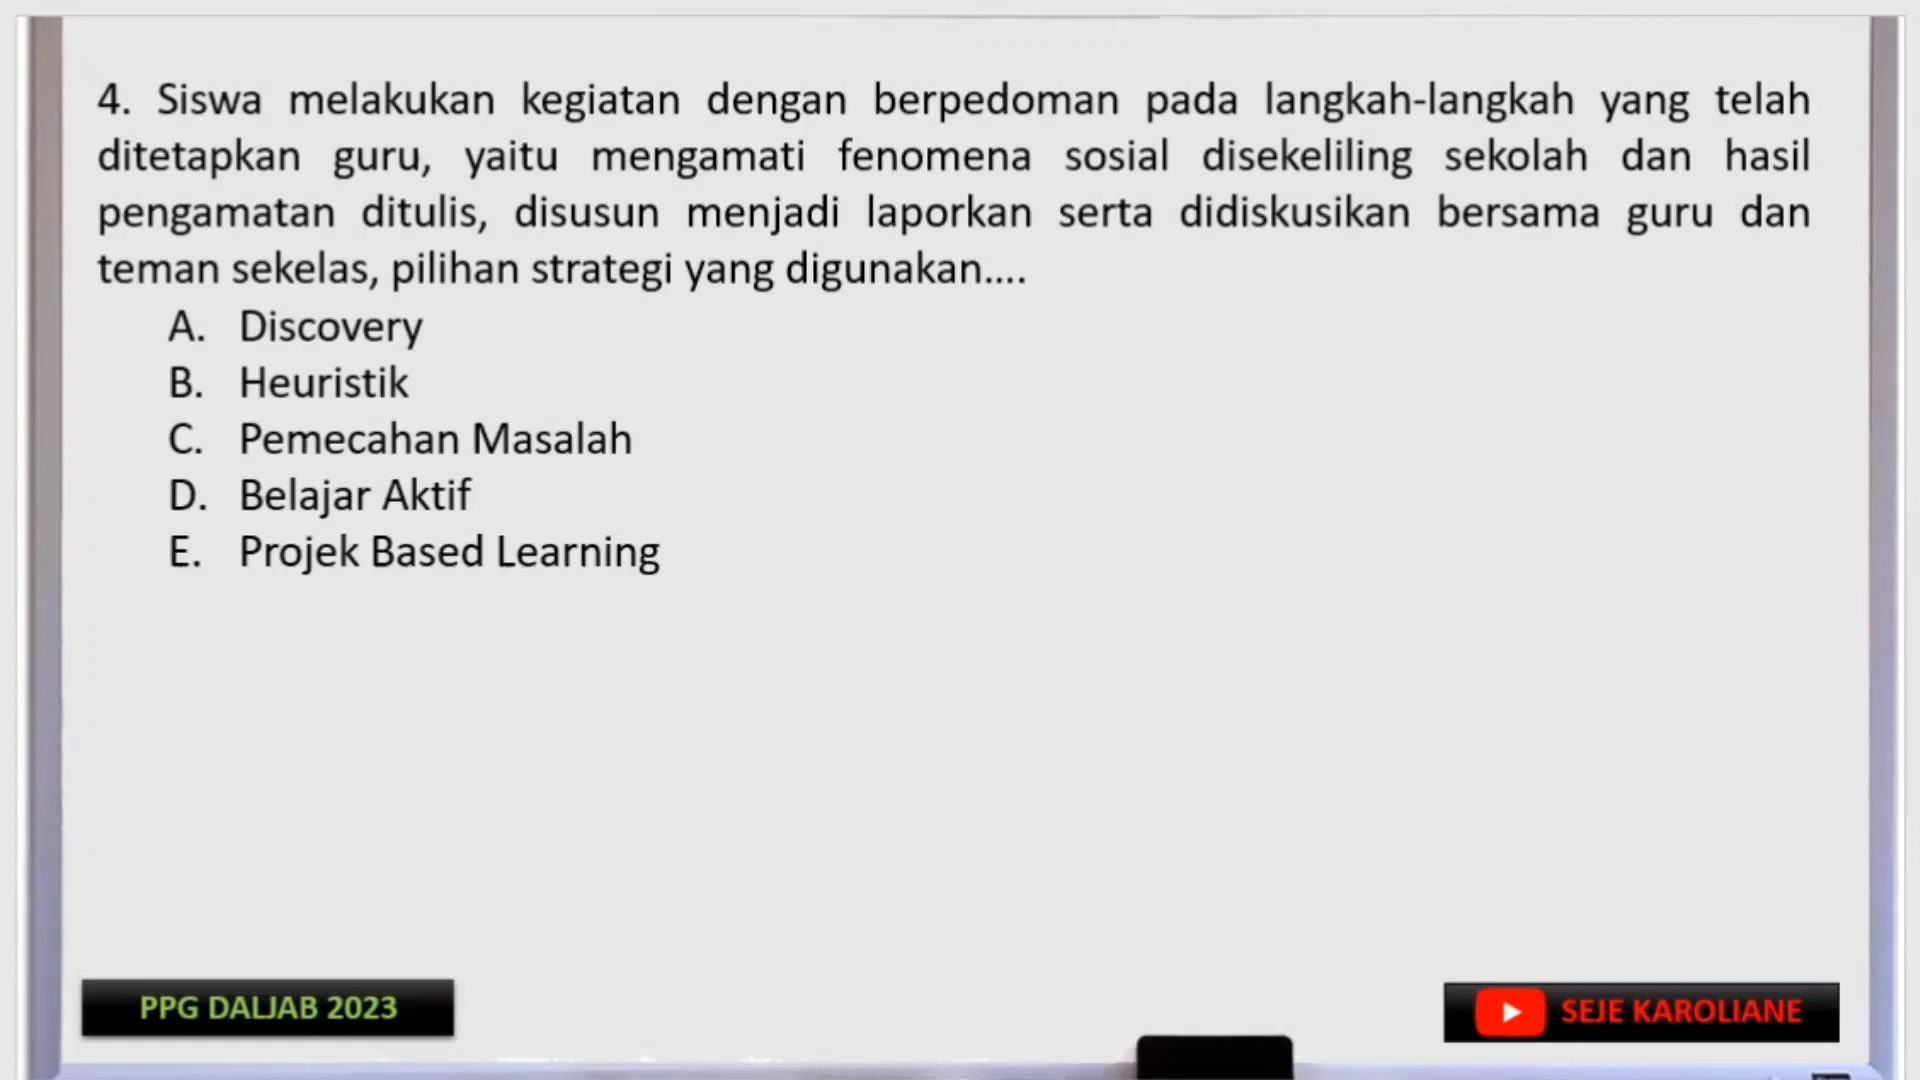 4. Siswa melakukan kegiatan dengan berpedoman pada langkah-langkah yang telah
ditetapkan guru, yaitu mengamati fenomena sosial disekeliling sekolah dan hasil
pengamatan ditulis, disusun menjadi laporkan serta didiskusikan bersama guru dan
teman sekelas, pilihan strategi yang digunakan....
A. Discovery
B. Heuristik
C. Pemecahan Masalah
D. Belajar Aktif
E. Projek Based Learning
PPG DALJAB 2023
SEJE KAROLIANE